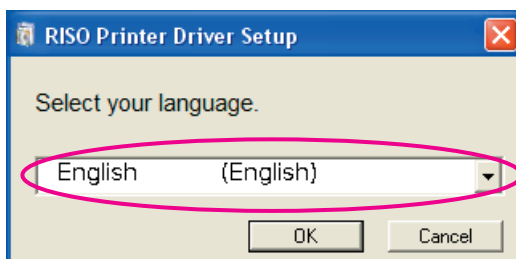 RISO Printer Driver Setup
Select your language.
English (English)
OK Cancel